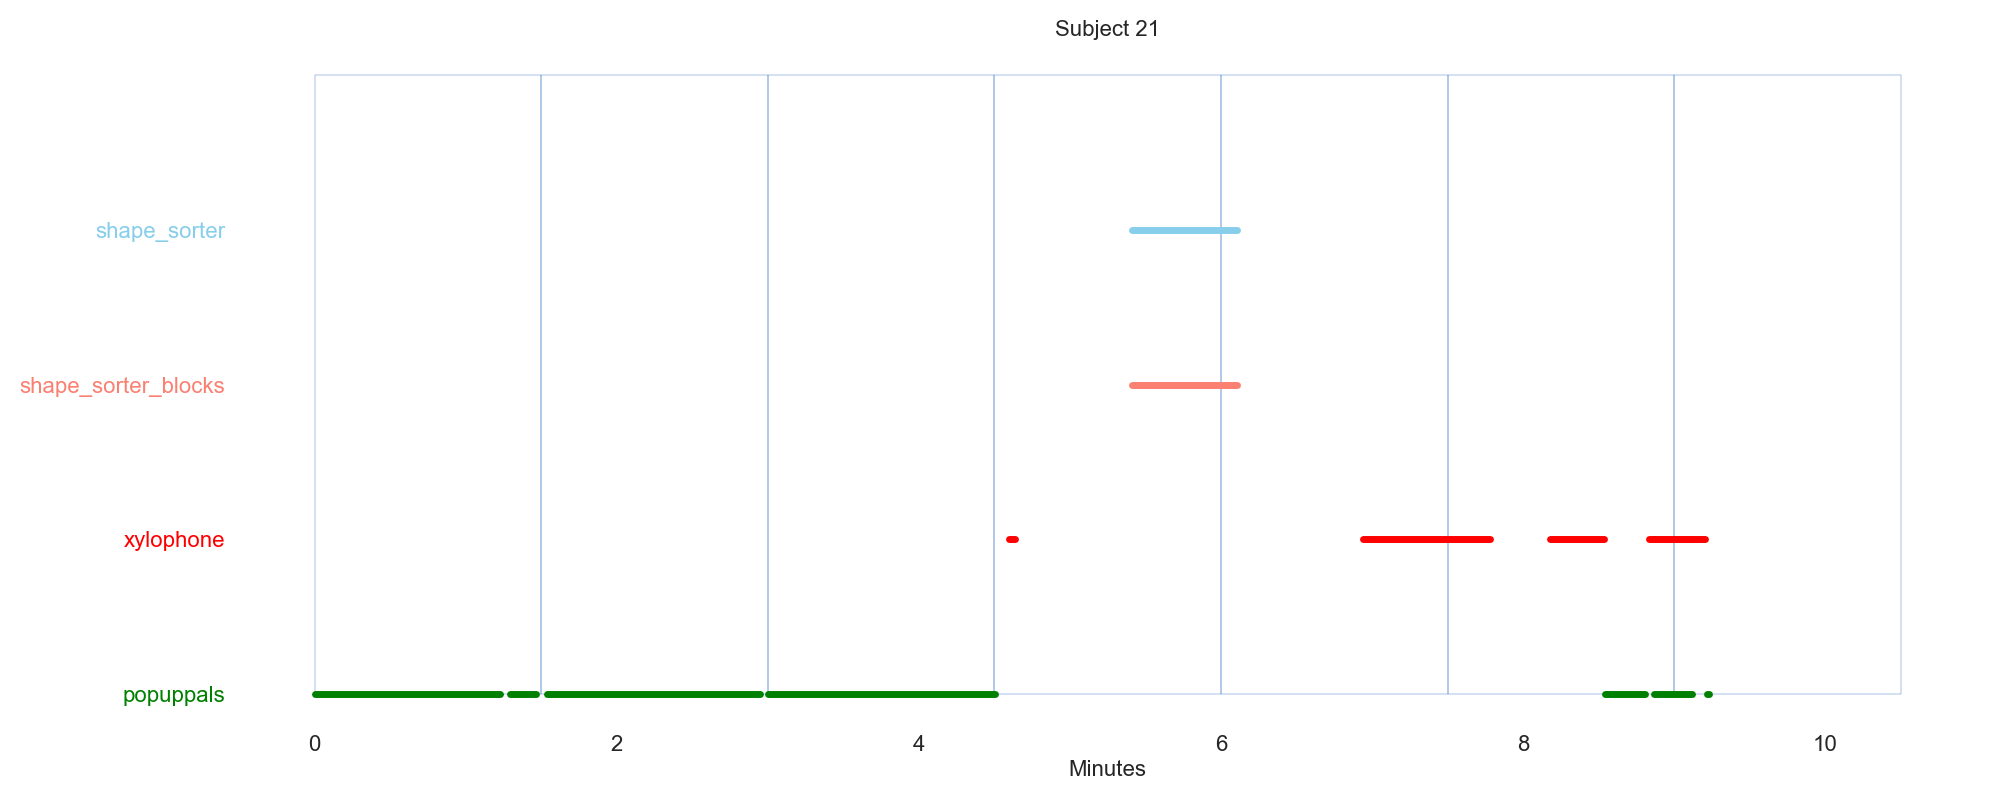 Subject 21
shape_sorter
shape_sorter_blocks
xylophone
popuppals
0 2 4 6 8 10
Minutes